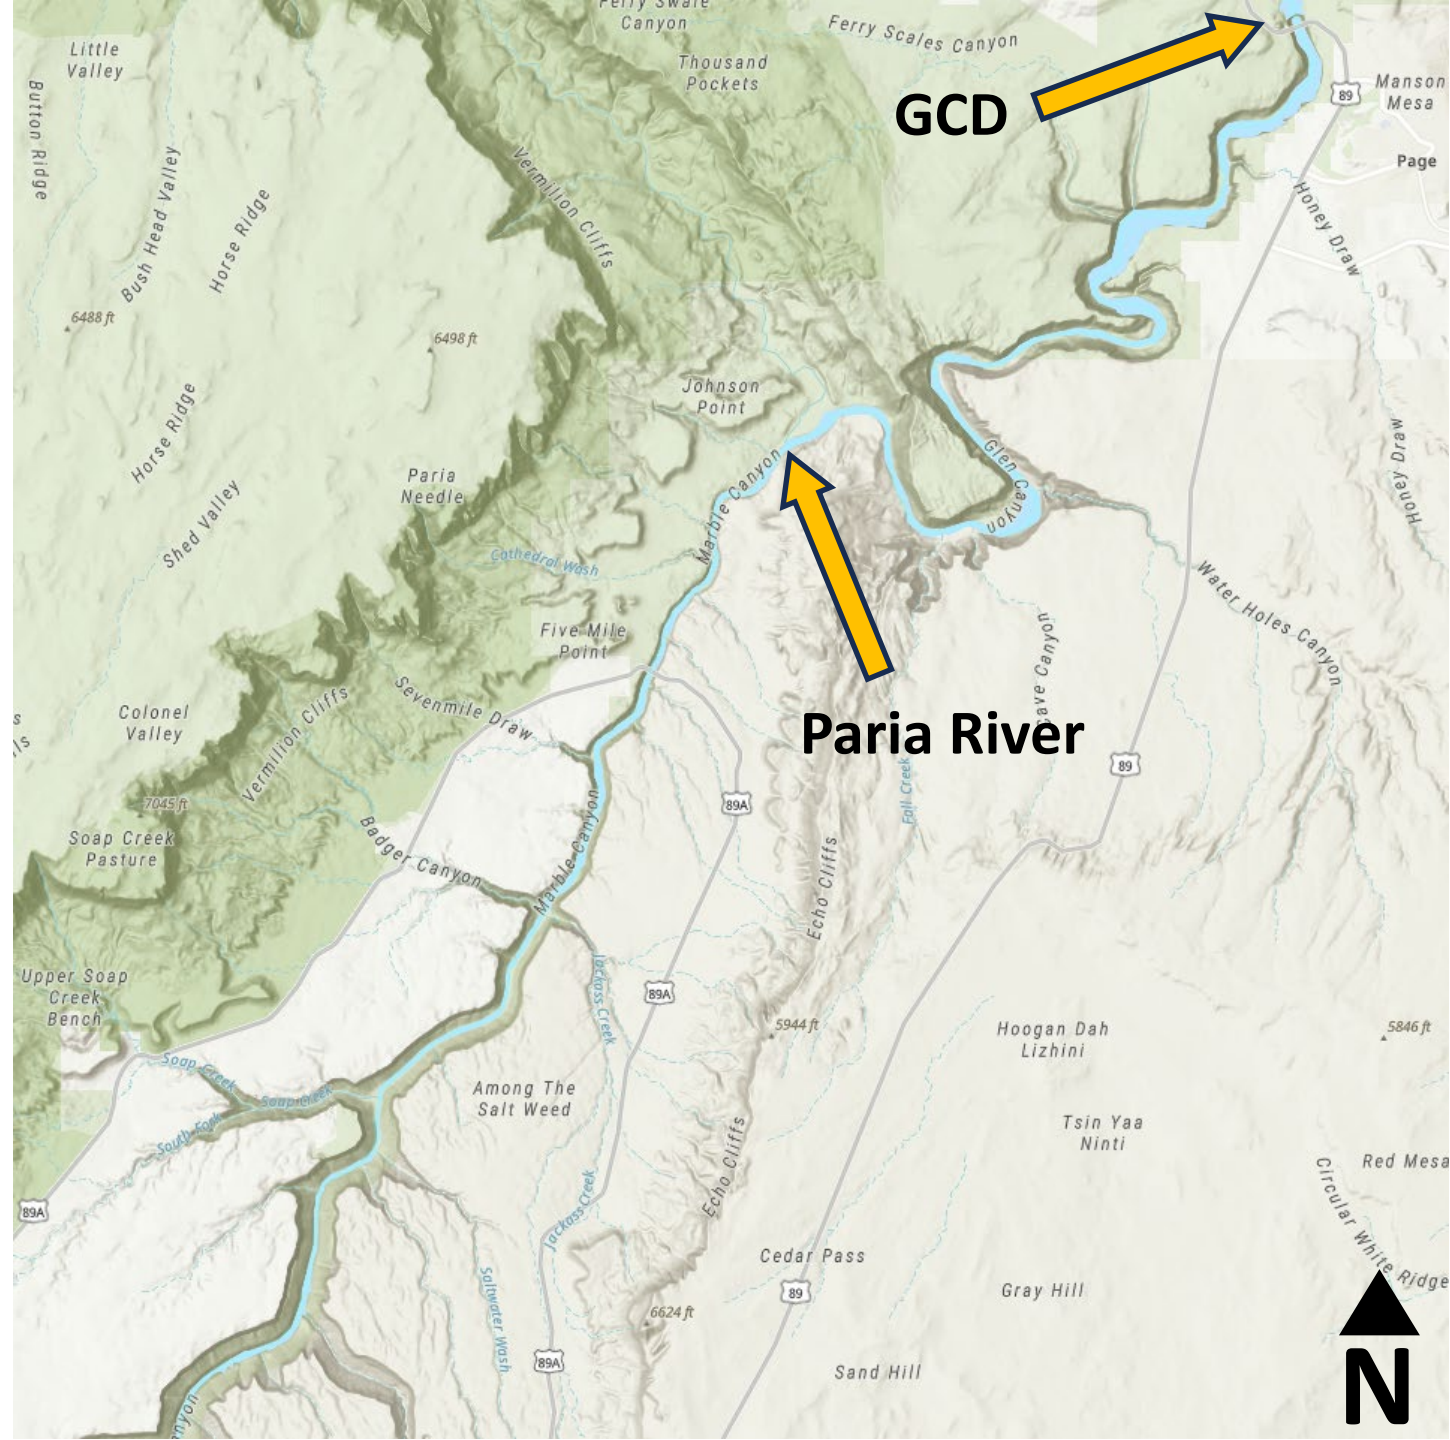 Ferry Swale
Canyon
Ferry Scales Canyon
Little
Valley
Thousand
Pockets
GCD
89
Manson
Mesa
Button Ridge
Page
Vermilion Cliffs
Bush Head Valley
Horse Ridge
Honey Draw
6488 ft
6498 ft
Johnson
Point
Horse Ridge
Glen Canyon
Honey Draw
Marble Canyon
Paria
Needle
Shed Valley
Cathedral Wash
Water Holes Canyon
Five Mile
Point
Cave Canyon
Colonel
Valley
Vermilion Cliffs
Sevenmile Draw
Paria River
89
Fall Creek
7045 ft
89A
Soap Creek
Pasture
Badger Canyon
Marble Canyon
Echo Cliffs
Upper Soap
Creek
Bench
Jackass Creek
89A
5944 ft
Hoogan Dah
Lizhini
5846 ft
Soap Creek
Soap Creek
South Fork
Among The
Salt Weed
Tsin Yaa
Ninti
Echo Cliffs
Red Mesa
Circular White Ridge
89A
Jackass Creek
Cedar Pass
89
Gray Hill
Saltwater Wash
6624 ft
89A
Sand Hill
N